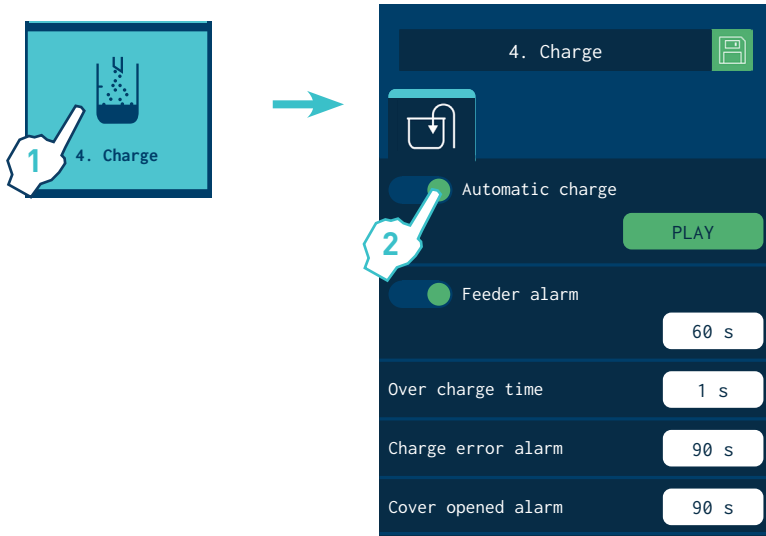 1
4. Charge
4. Charge
2
Automatic charge
PLAY
Feeder alarm
60 s
Over charge time
1 s
Charge error alarm
90 s
Cover opened alarm
90 s